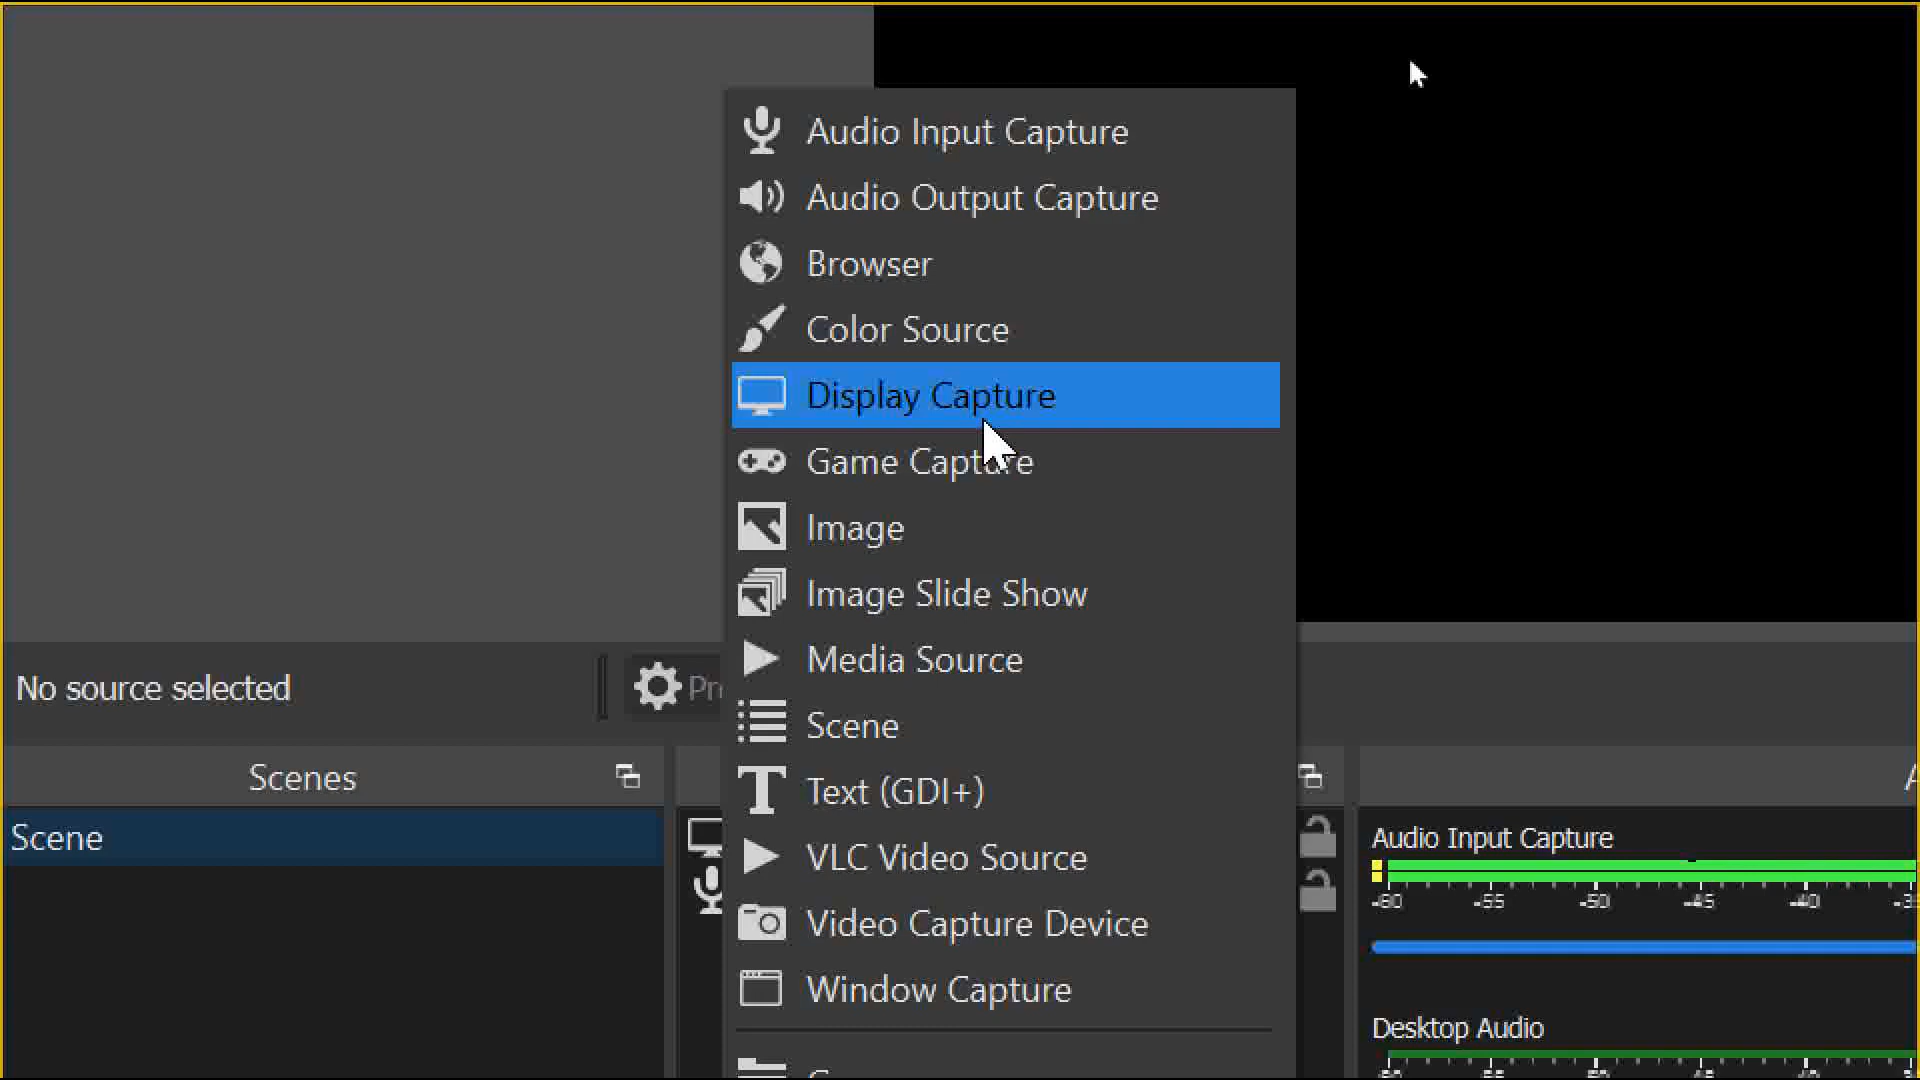 Audio Input Capture
Audio Output Capture
Browser
Color Source
Display Capture
Game Capture
Image
Image Slide Show
Media Source
Scene
Text (GDI+)
VLC Video Source
Video Capture Device
Window Capture
No source selected
Scenes
Scene
Audio Input Capture
-60 -55 -50 -45 -40
Desktop Audio